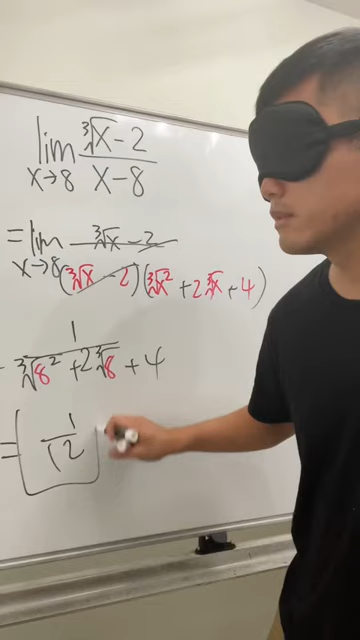 lim ∛x - 2 / x - 8
x→8
= lim ∛x - 2 / (∛x - 2)(∛x² + 2∛x + 4)
x→8
1 / ∛8² + 2∛8 + 4
= 1/12